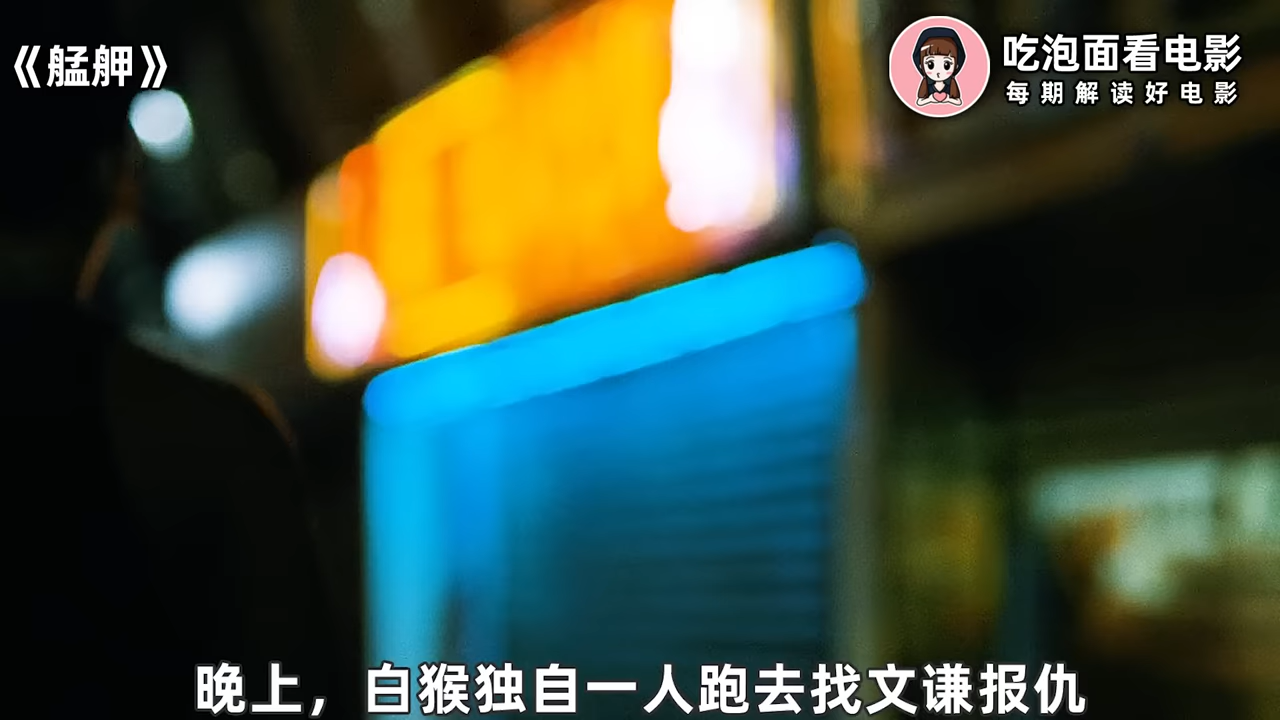 《艋舺》
吃泡面看电影
每期解读好电影
晚上，白猴独自一人跑去找文谦报仇